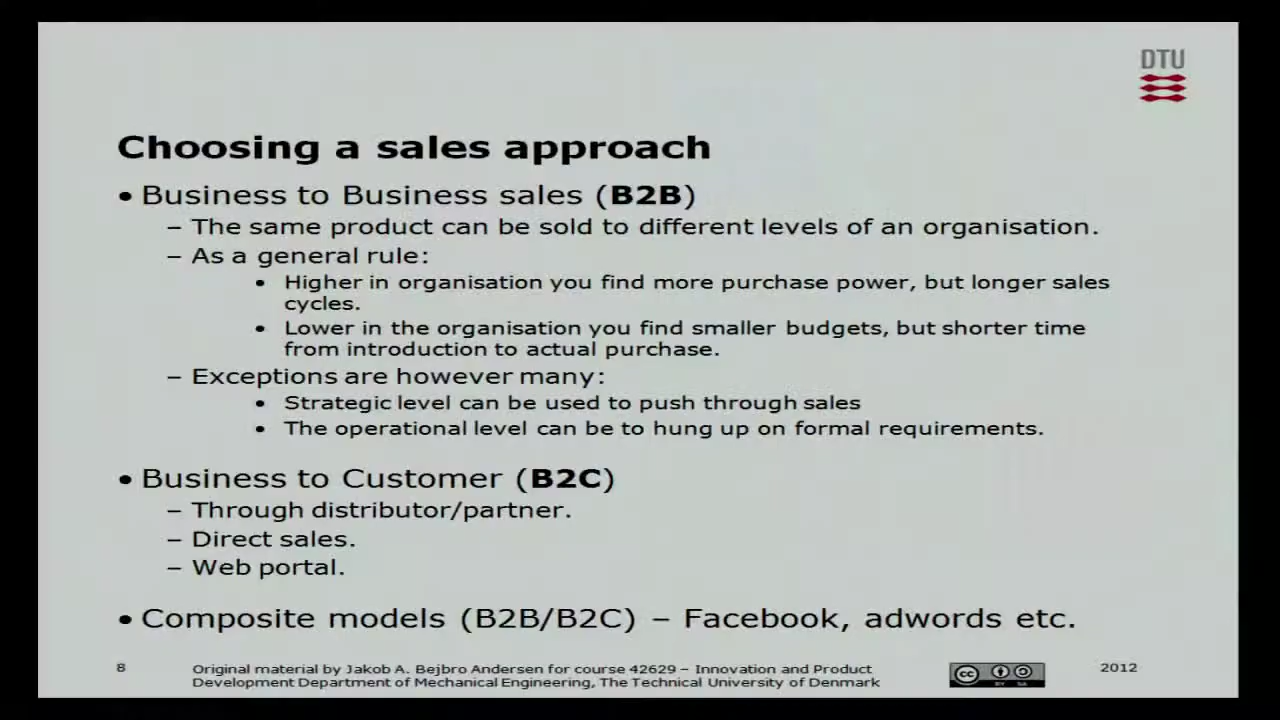 DTU
Choosing a sales approach
• Business to Business sales (B2B)
– The same product can be sold to different levels of an organisation.
– As a general rule:
• Higher in organisation you find more purchase power, but longer sales
cycles.
• Lower in the organisation you find smaller budgets, but shorter time
from introduction to actual purchase.
– Exceptions are however many:
• Strategic level can be used to push through sales
• The operational level can be to hung up on formal requirements.
• Business to Customer (B2C)
– Through distributor/partner.
– Direct sales.
– Web portal.
• Composite models (B2B/B2C) – Facebook, adwords etc.
8
Original material by Jakob A. Bejbro Andersen for course 42629 – Innovation and Product
Development Department of Mechanical Engineering, The Technical University of Denmark
cc
BY SA
2012